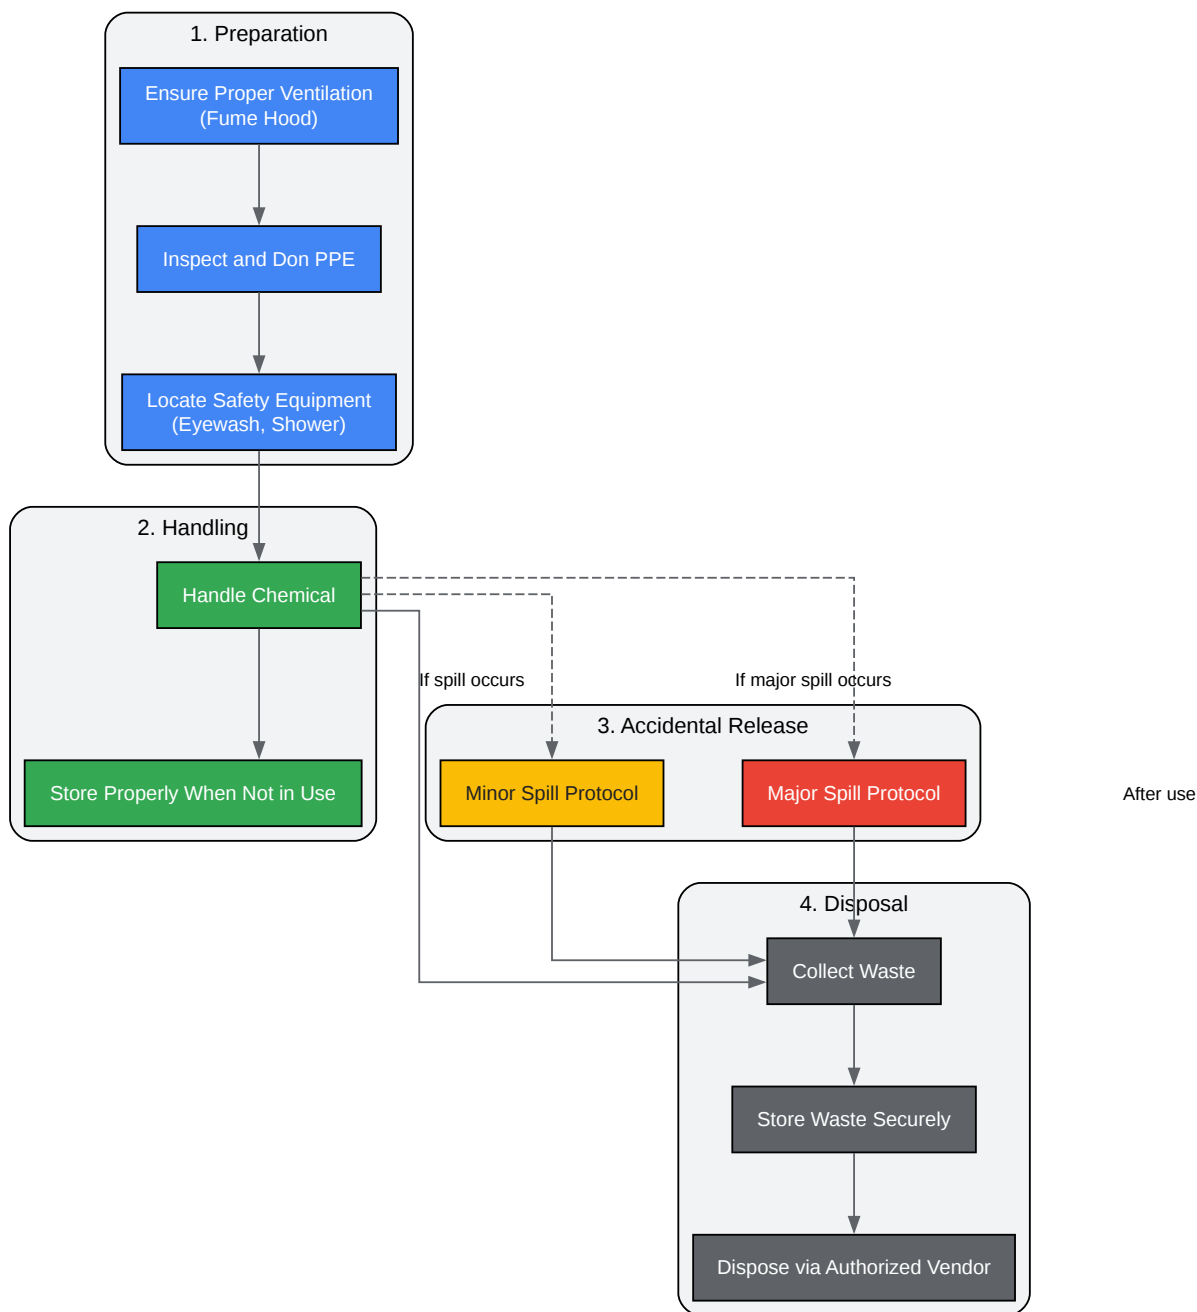 1. Preparation
Ensure Proper Ventilation
(Fume Hood)
Inspect and Don PPE
Locate Safety Equipment
(Eyewash, Shower)
2. Handling
Handle Chemical
If spill occurs
If major spill occurs
3. Accidental Release
Store Properly When Not in Use
Minor Spill Protocol
Major Spill Protocol
After use
4. Disposal
Collect Waste
Store Waste Securely
Dispose via Authorized Vendor